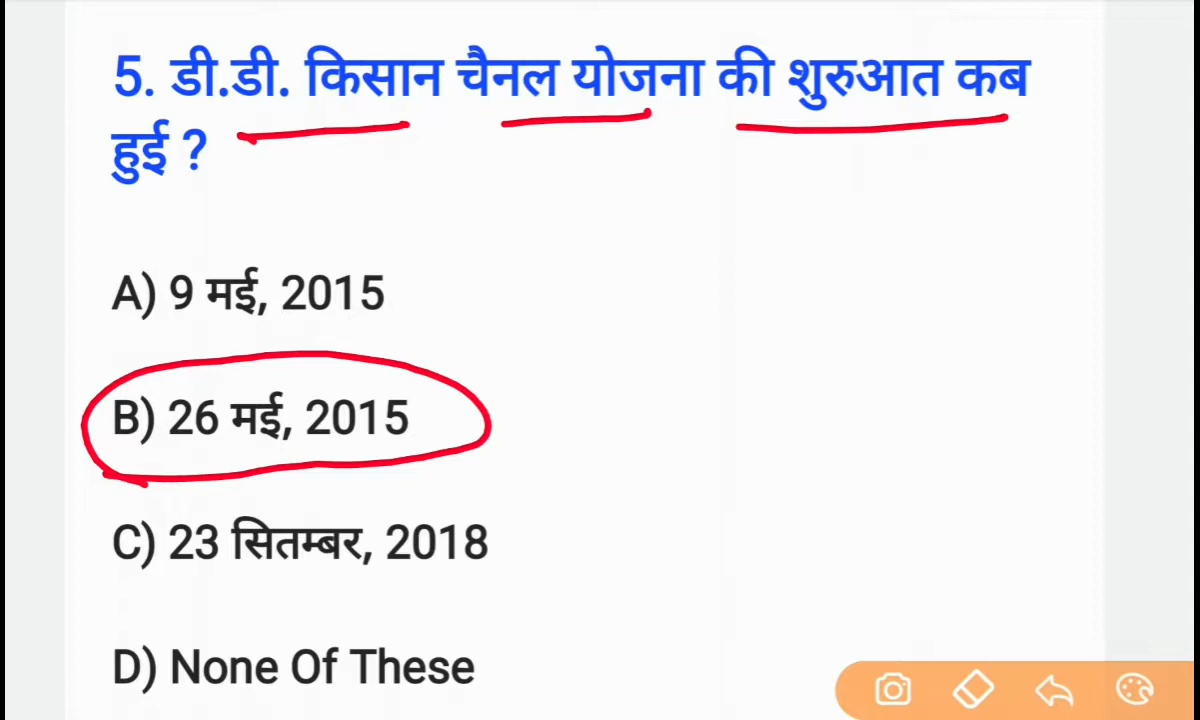 5. डी.डी. किसान चैनल योजना की शुरुआत कब
हुई ?
A) 9 मई, 2015
B) 26 मई, 2015
C) 23 सितम्बर, 2018
D) None Of These